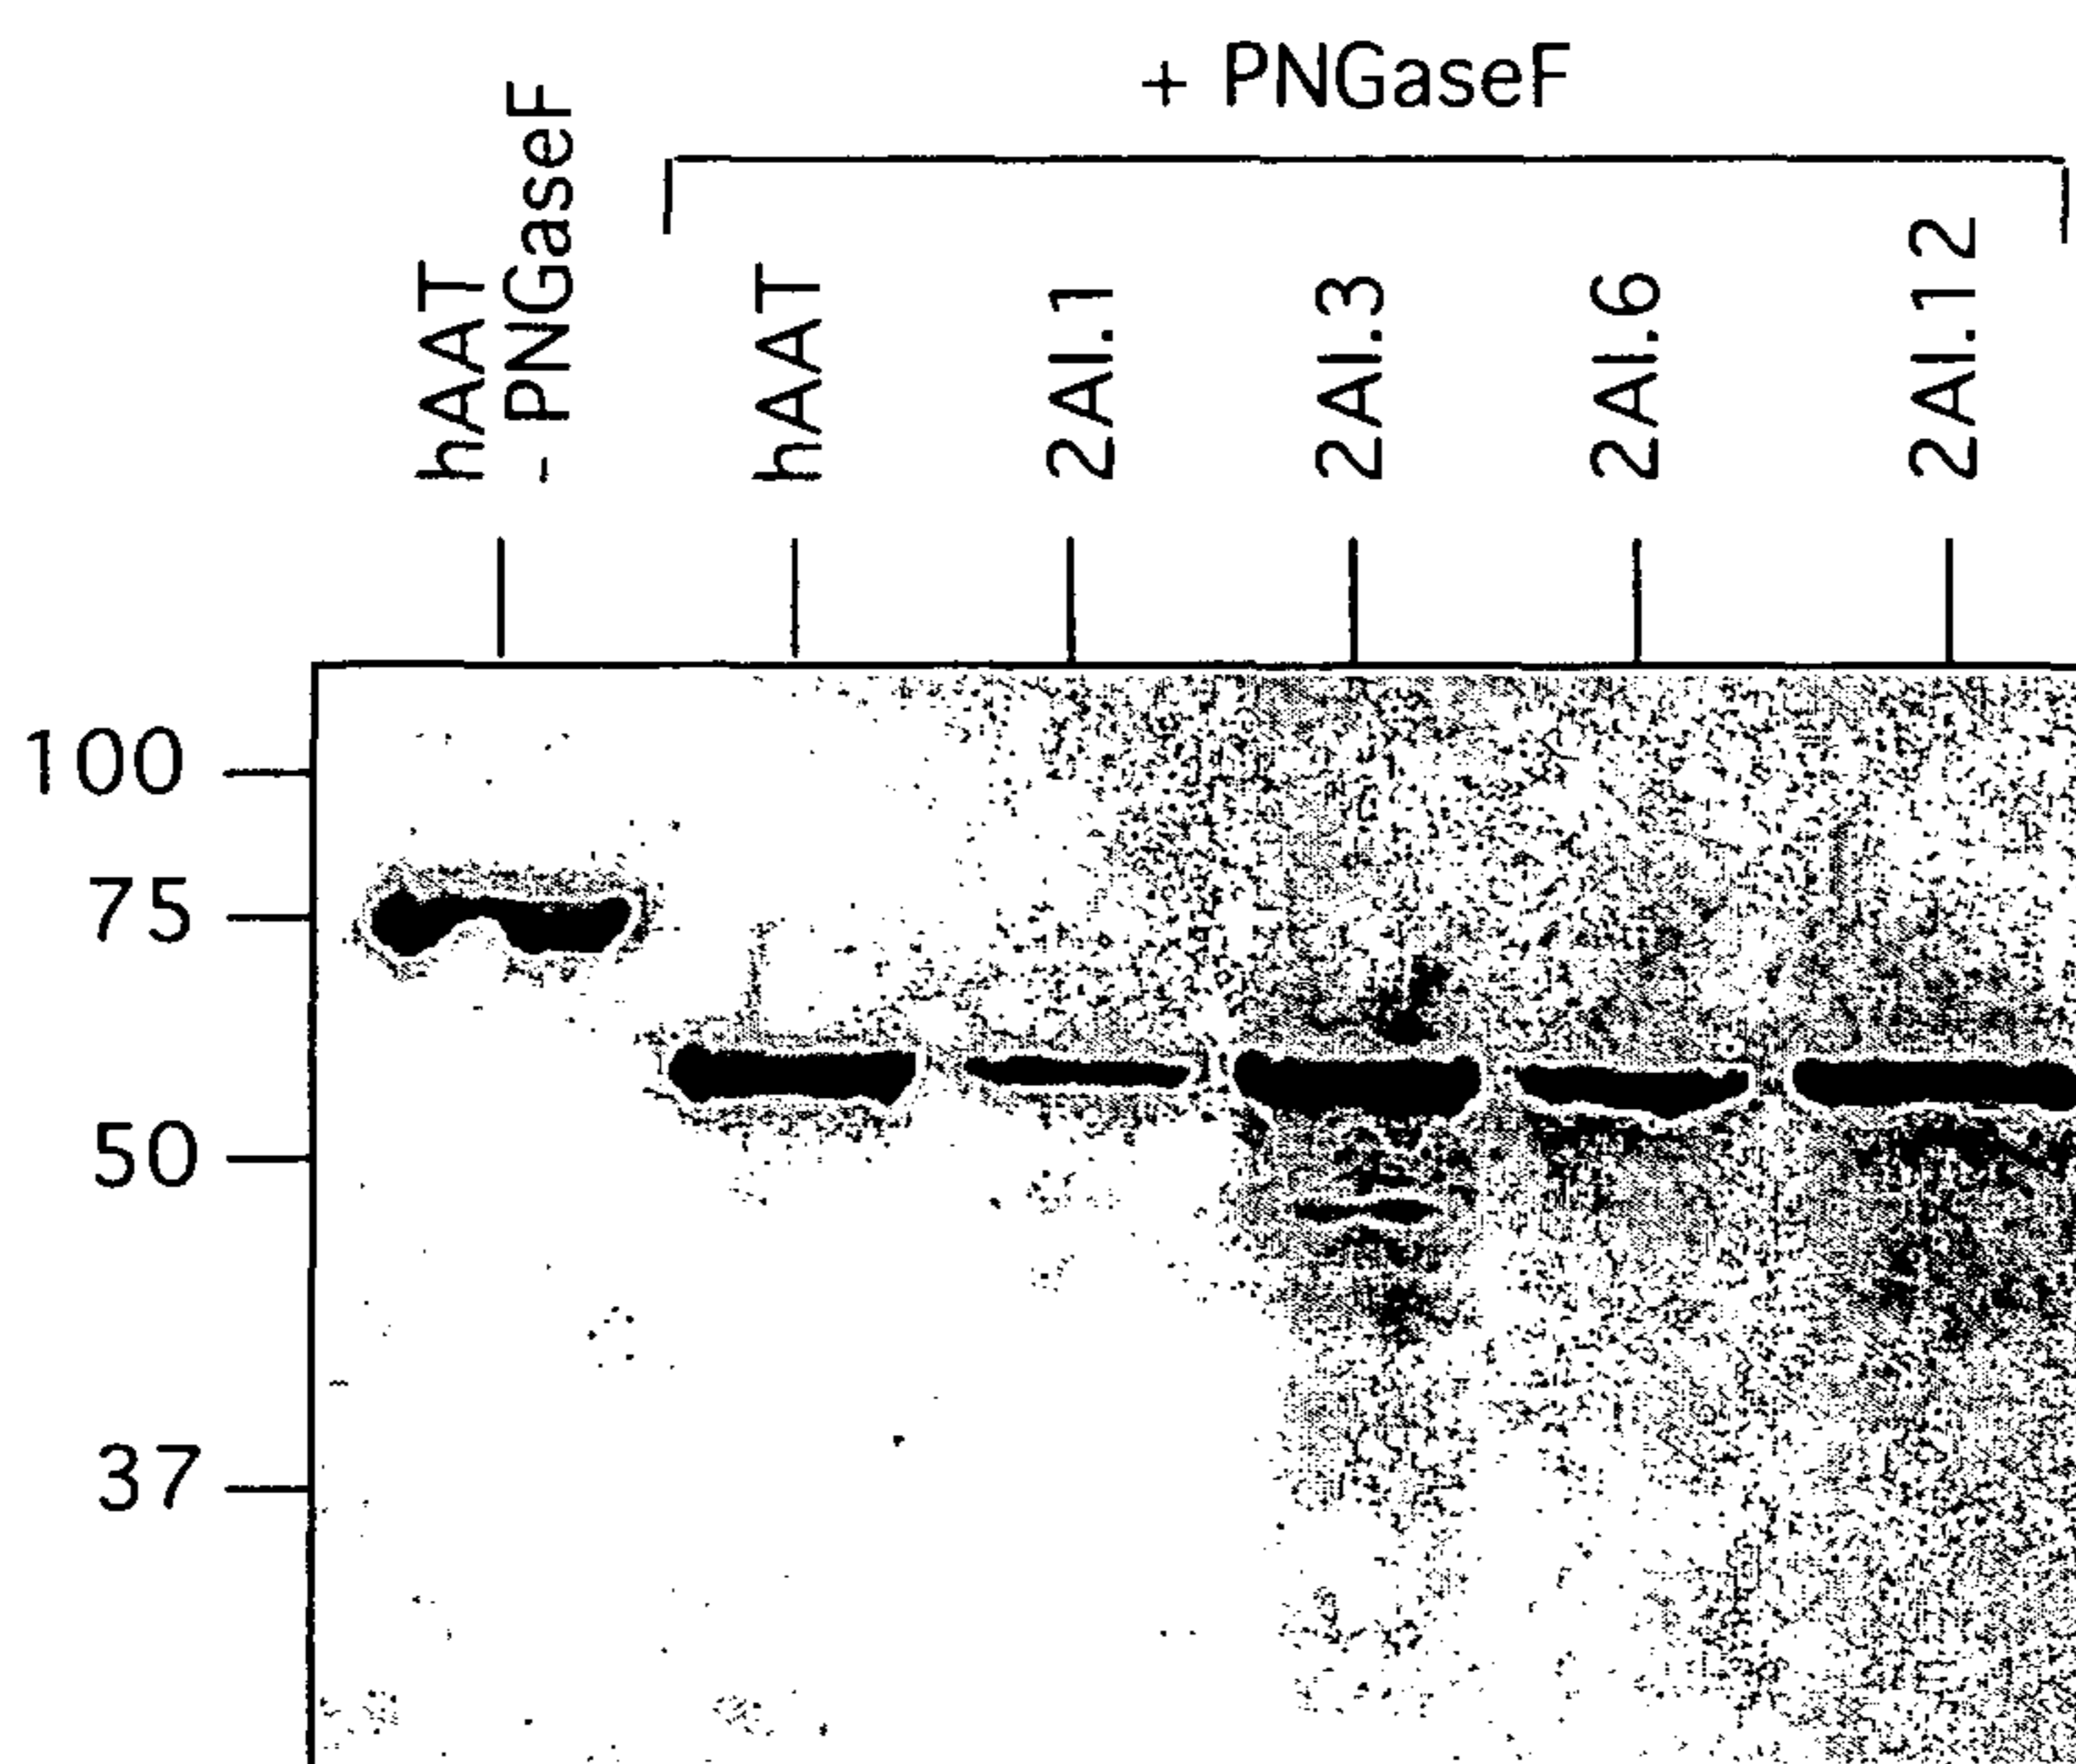 + PNGaseF
hAAT
- PNGaseF
hAAT
2AI.1
2AI.3
2AI.6
2AI.12
100
75
50
37